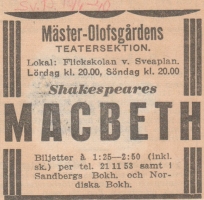 Mäster-Olofsgårdens
TEATERSEKTION.
Lokal: Flickskolan v. Sveaplan.
Lördag kl. 20.00, Söndag kl. 20.00
Shakespeares
MACBETH
Biljetter à 1:25—2:50 (inkl.
sk.) per tel. 21 11 53 samt i
Sandbergs Bokh. och Nor-
diska Bokh.